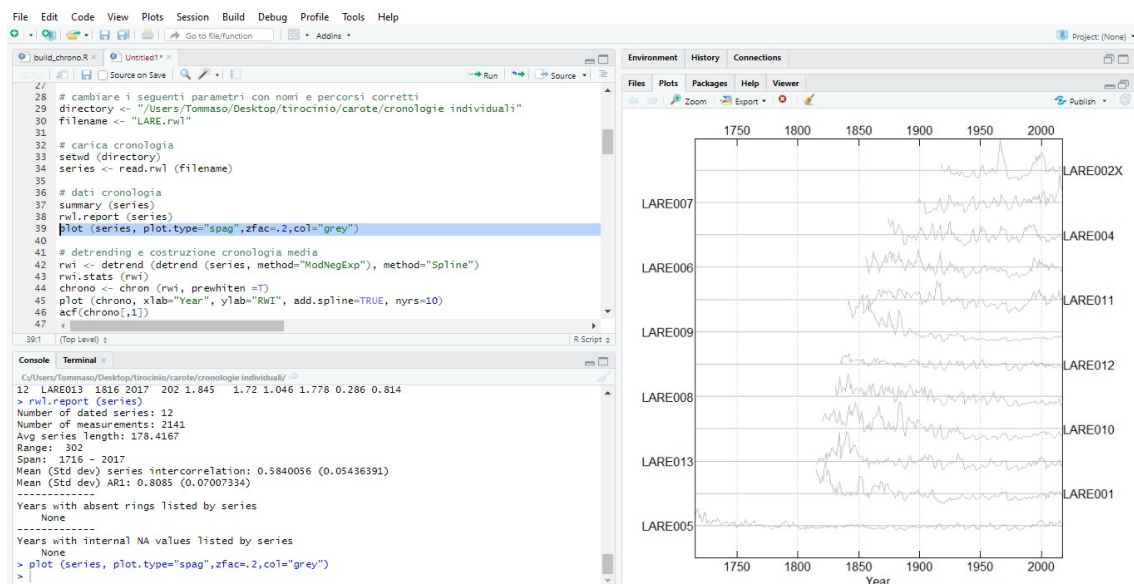 File Edit Code View Plots Session Build Debug Profile Tools Help
Go to file/function Addins Project: (None)
build_chrono.R Untitled1*
Source on Save Run Source
27
28 # cambiare i seguenti parametri con nomi e percorsi corretti
29 directory <- "/Users/Tommaso/Desktop/tirocinio/carote/cronologie individuali"
30 filename <- "LARE.rwl"
31
32 # carica cronologia
33 setwd (directory)
34 series <- read.rwl (filename)
35
36 # dati cronologia
37 summary (series)
38 rwl.report (series)
39 plot (series, plot.type="spag",zfac=.2,col="grey")
40
41 # detrending e costruzione cronologia media
42 rwi <- detrend (detrend (series, method="ModNegExp"), method="Spline")
43 rwi.stats (rwi)
44 chrono <- chron (rwi, prewhiten =T)
45 plot (chrono, xlab="Year", ylab="RWI", add.spline=TRUE, nyrs=10)
46 acf(chrono[,1])
47
39:1 (Top Level) R Script
Console Terminal
C:/Users/Tommaso/Desktop/tirocinio/carote/cronologie individuali/
12 LARE013 1816 2017 202 1.845 1.72 1.046 1.778 0.286 0.814
> rwl.report (series)
Number of dated series: 12
Number of measurements: 2141
Avg series length: 178.4167
Range: 302
Span: 1716 - 2017
Mean (Std dev) series intercorrelation: 0.5840056 (0.05436391)
Mean (Std dev) AR1: 0.8085 (0.07007334)
-------------
Years with absent rings listed by series
None
-------------
Years with internal NA values listed by series
None
> plot (series, plot.type="spag",zfac=.2,col="grey")
>
Environment History Connections
Files Plots Packages Help Viewer
Zoom Export Publish
1750 1800 1850 1900 1950 2000
LARE002X
LARE007
LARE004
LARE006
LARE011
LARE009
LARE012
LARE008
LARE010
LARE013
LARE001
LARE005
1750 1800 1850 1900 1950 2000
Year